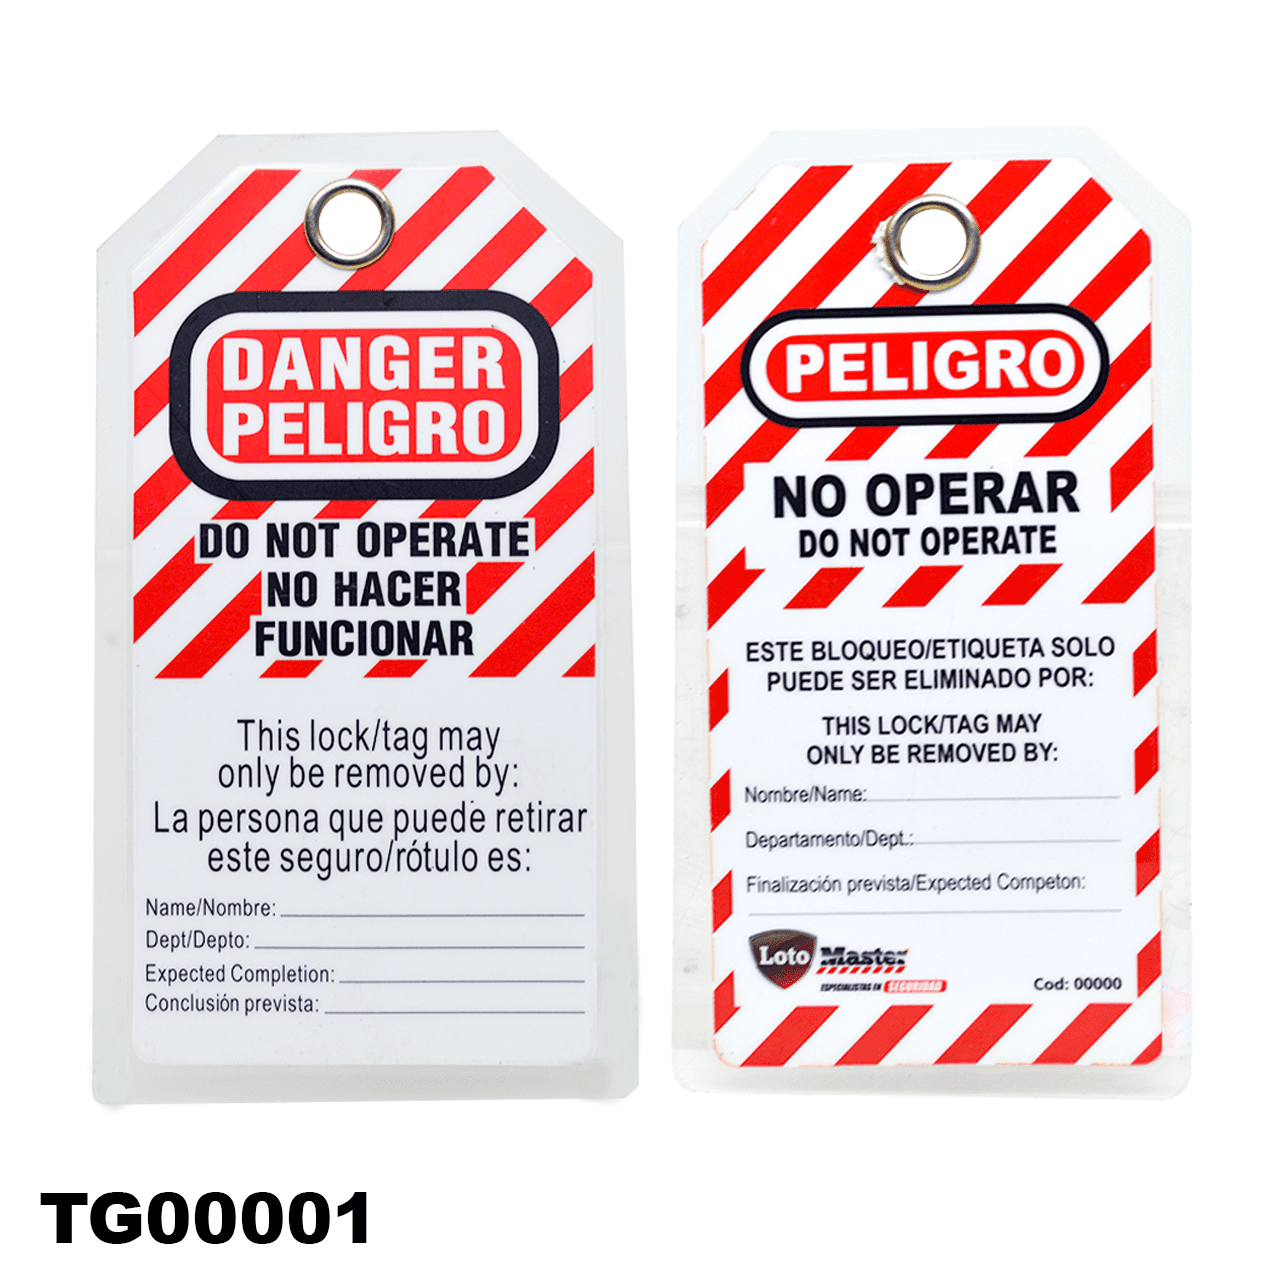 DANGER
PELIGRO
DO NOT OPERATE
NO HACER
FUNCIONAR
This lock/tag may
only be removed by:
La persona que puede retirar
este seguro/rótulo es:
Name/Nombre:
Dept/Depto:
Expected Completion:
Conclusión prevista:
PELIGRO
NO OPERAR
DO NOT OPERATE
ESTE BLOQUEO/ETIQUETA SOLO
PUEDE SER ELIMINADO POR:
THIS LOCK/TAG MAY
ONLY BE REMOVED BY:
Nombre/Name:
Departamento/Dept.:
Finalización prevista/Expected Competon:
Loto Master
ESPECIALISTAS EN SEGURIDAD
Cod: 00000
TG00001